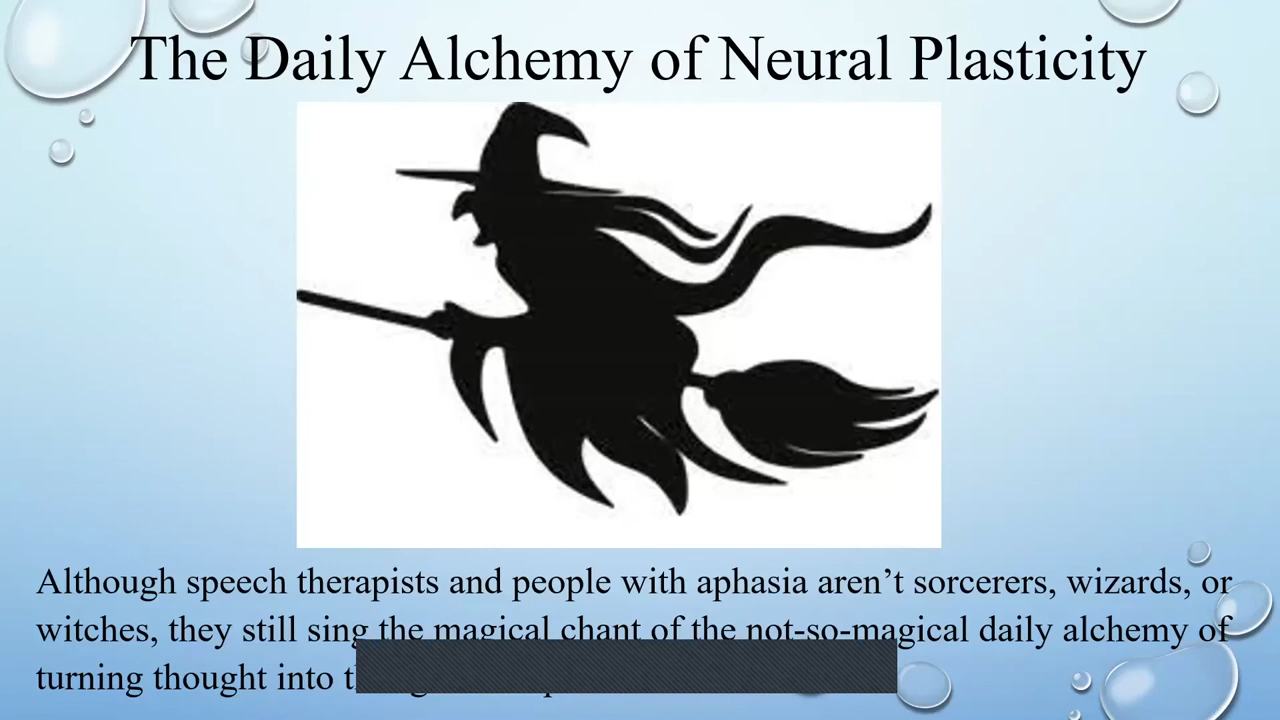 The Daily Alchemy of Neural Plasticity
Although speech therapists and people with aphasia aren’t sorcerers, wizards, or
witches, they still sing the magical chant of the not-so-magical daily alchemy of
turning thought into